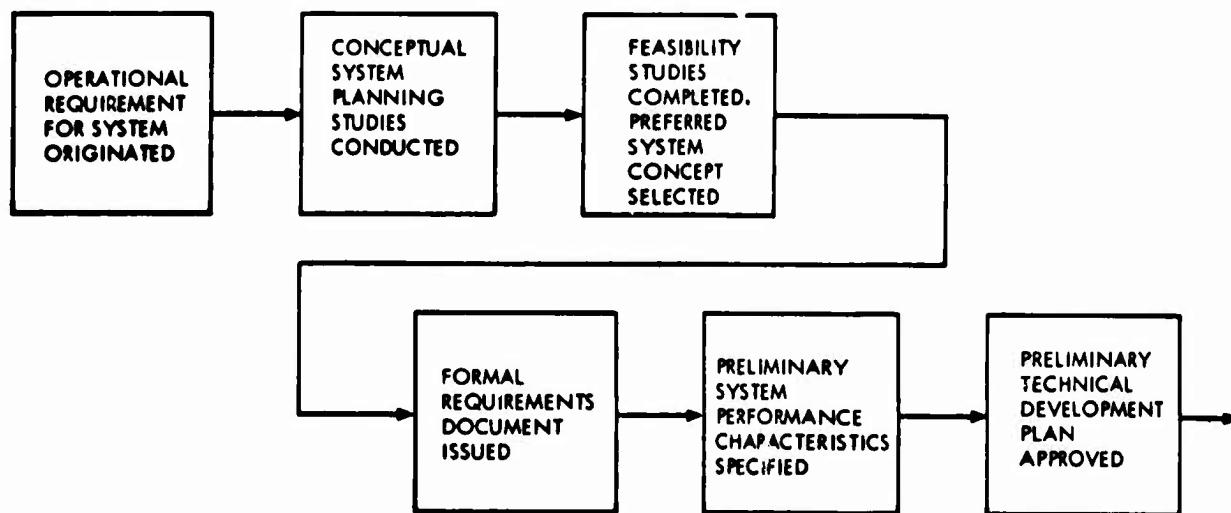 OPERATIONAL
REQUIREMENT
FOR SYSTEM
ORIGINATED
CONCEPTUAL
SYSTEM
PLANNING
STUDIES
CONDUCTED
FEASIBILITY
STUDIES
COMPLETED.
PREFERRED
SYSTEM
CONCEPT
SELECTED
FORMAL
REQUIREMENTS
DOCUMENT
ISSUED
PRELIMINARY
SYSTEM
PERFORMANCE
CHARACTERISTICS
SPECIFIED
PRELIMINARY
TECHNICAL
DEVELOPMENT
PLAN
APPROVED